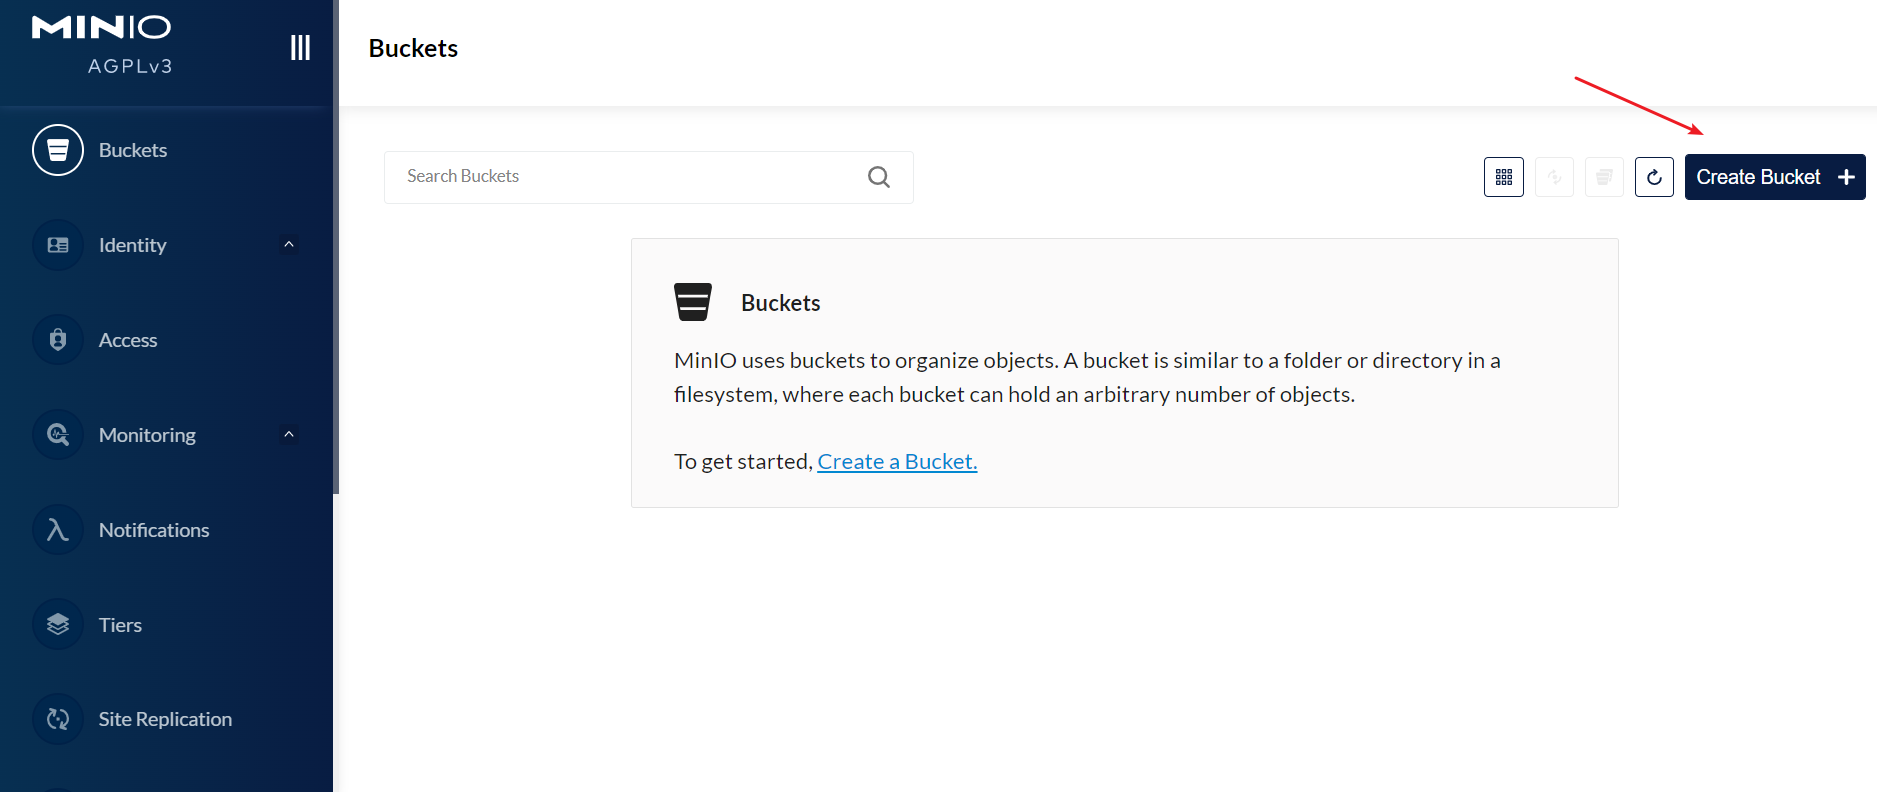 MINIO
AGPLv3
Buckets
Identity
Access
Monitoring
Notifications
Tiers
Site Replication
Buckets
Search Buckets
Create Bucket
Buckets
MinIO uses buckets to organize objects. A bucket is similar to a folder or directory in a
filesystem, where each bucket can hold an arbitrary number of objects.
To get started, Create a Bucket.